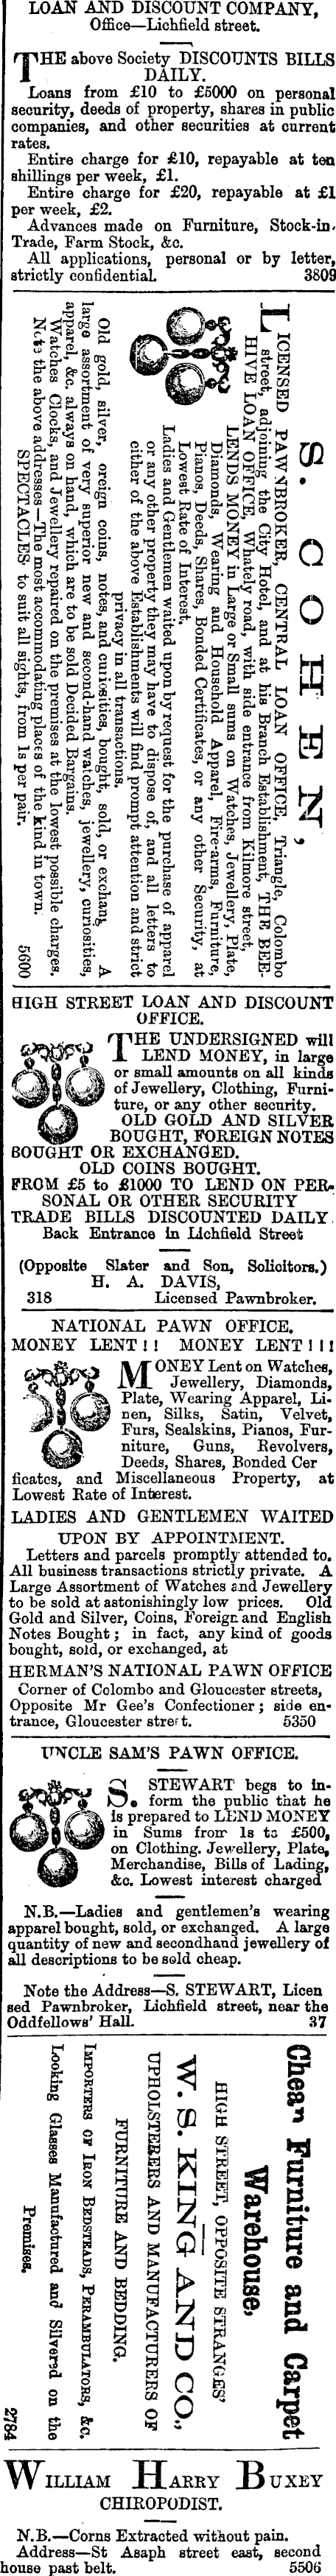 LOAN AND DISCOUNT COMPANY,
Office—Lichfield street.
THE above Society DISCOUNTS BILLS
DAILY.
Loans from £10 to £5000 on personal
security, deeds of property, shares in public
companies, and other securities at current
rates.
Entire charge for £10, repayable at ten
shillings per week, £1.
Entire charge for £20, repayable at £1
per week, £2.
Advances made on Furniture, Stock-in-
Trade, Farm Stock, &c.
All applications, personal or by letter,
strictly confidential. 3809
S. COHEN,
LICENSED PAWNBROKER, CENTRAL LOAN OFFICE, Triangle, Colombo
street, adjoining the City Hotel, and at his Branch Establishment, THE BEE-
HIVE LOAN OFFICE, Whately road, with side entrance from Kilmore street,
LENDS MONEY in Large or Small sums on Watches, Jewellery, Plate,
Diamonds, Wearing and Household Apparel, Fire-arms, Furniture,
Pianos, Deeds, Shares, Bonded Certificates, or any other Security, at
Lowest Rate of Interest.
Ladies and Gentlemen waited upon by request for the purchase of apparel
or any other property they may have to dispose of, and all letters to
either of the above Establishments will find prompt attention and strict
privacy in all transactions.
Old gold, silver, oreign coins, notes, and curiosities, bought, sold, or exchang A
large assortment of very superior new and second-hand watches, jewellery, curiosities,
apparel, &c. always on hand, which are to be sold Decided Bargains.
Watches Clocks, and Jewellery repaired on the premises at the lowest possible charges.
Note the above addresses—The most accommodating places of the kind in town.
SPECTACLES to suit all sights, from 1s per pair. 5600
HIGH STREET LOAN AND DISCOUNT
OFFICE.
THE UNDERSIGNED will
LEND MONEY, in large
or small amounts on all kinds
of Jewellery, Clothing, Furni-
ture, or any other security.
OLD GOLD AND SILVER
BOUGHT, FOREIGN NOTES
BOUGHT OR EXCHANGED.
OLD COINS BOUGHT.
FROM £5 to £1000 TO LEND ON PER-
SONAL OR OTHER SECURITY
TRADE BILLS DISCOUNTED DAILY.
Back Entrance in Lichfield Street
(Opposite Slater and Son, Solicitors.)
H. A. DAVIS,
318 Licensed Pawnbroker.
NATIONAL PAWN OFFICE.
MONEY LENT!! MONEY LENT!!!
MONEY Lent on Watches,
Jewellery, Diamonds,
Plate, Wearing Apparel, Li-
nen, Silks, Satin, Velvet,
Furs, Sealskins, Pianos, Fur-
niture, Guns, Revolvers,
Deeds, Shares, Bonded Cer
ficates, and Miscellaneous Property, at
Lowest Rate of Interest.
LADIES AND GENTLEMEN WAITED
UPON BY APPOINTMENT.
Letters and parcels promptly attended to.
All business transactions strictly private. A
Large Assortment of Watches and Jewellery
to be sold at astonishingly low prices. Old
Gold and Silver, Coins, Foreign and English
Notes Bought; in fact, any kind of goods
bought, sold, or exchanged, at
HERMAN'S NATIONAL PAWN OFFICE
Corner of Colombo and Gloucester streets,
Opposite Mr Gee's Confectioner; side en-
trance, Gloucester street. 5350
UNCLE SAM'S PAWN OFFICE.
S. STEWART begs to in-
form the public that he
is prepared to LEND MONEY
in Sums from 1s to £500,
on Clothing. Jewellery, Plate,
Merchandise, Bills of Lading,
&c. Lowest interest charged
N.B.—Ladies and gentlemen's wearing
apparel bought, sold, or exchanged. A large
quantity of new and secondhand jewellery of
all descriptions to be sold cheap.
Note the Address—S. STEWART, Licen
sed Pawnbroker, Lichfield street, near the
Oddfellows' Hall. 37
Cheap Furniture and Carpet
Warehouse,
HIGH STREET, OPPOSITE STRANGES'
W. S. KING AND CO.,
UPHOLSTERERS AND MANUFACTURERS OF
FURNITURE AND BEDDING.
IMPORTERS OF IRON BEDSTEADS, PERAMBULATORS, &C.
Looking Glasses Manufactured and Silvered on the
Premises. 2784
WILLIAM HARRY BUXEY
CHIROPODIST.
N.B.—Corns Extracted without pain.
Address—St Asaph street east, second
house past belt. 5506